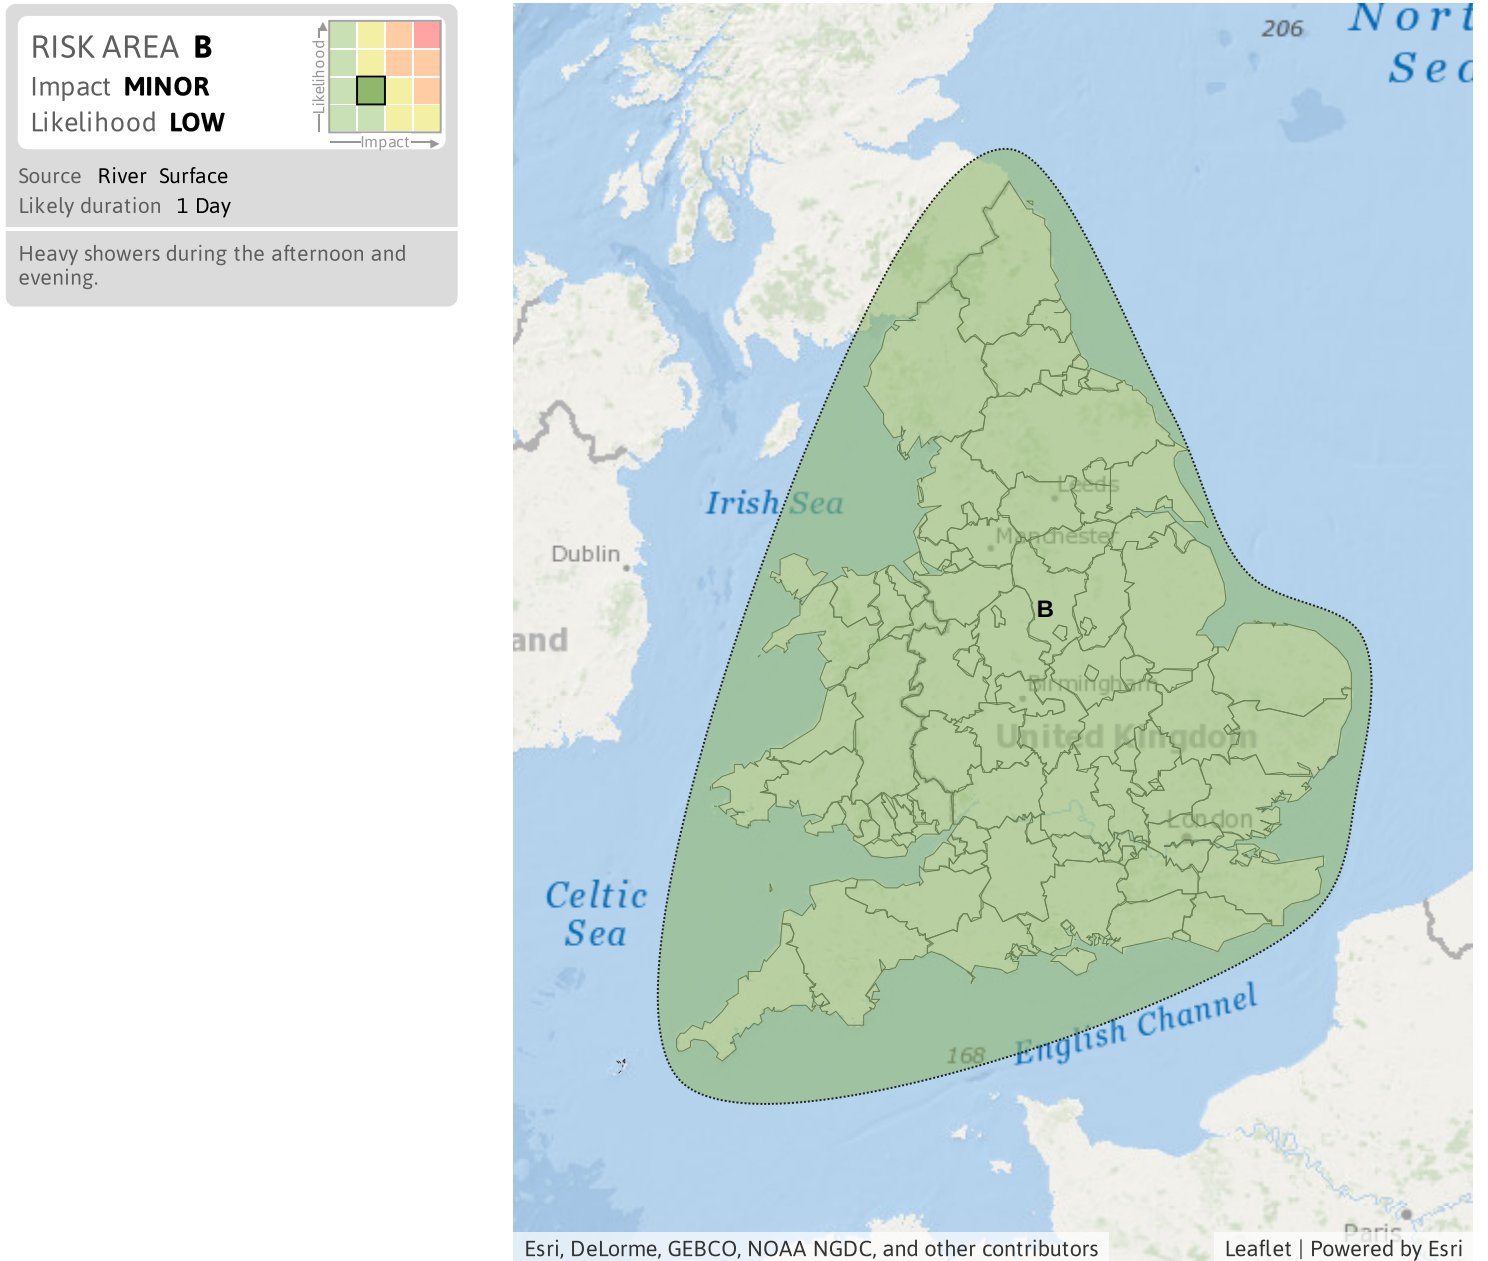 RISK AREA B
Impact MINOR
Likelihood LOW
Likelihood
Impact
Source River Surface
Likely duration 1 Day
Heavy showers during the afternoon and
evening.
206
Nort
Sea
Irish Sea
Leeds
Manchester
Dublin
B
and
Birmingham
United Kingdom
London
Celtic
Sea
English Channel
168
Paris
Esri, DeLorme, GEBCO, NOAA NGDC, and other contributors
Leaflet | Powered by Esri